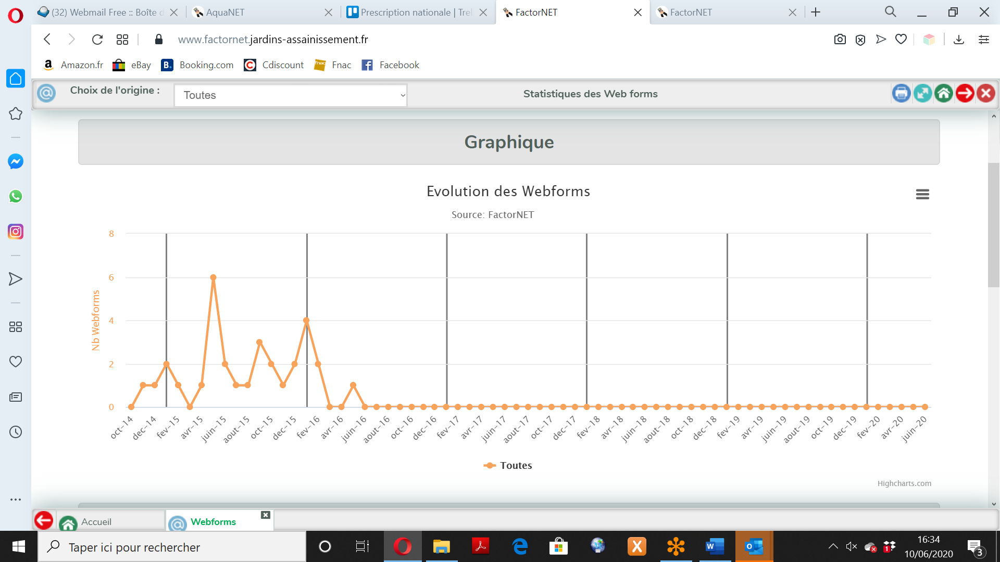 (32) Webmail Free :: Boîte d
AquaNET
Prescription nationale | Trel
FactorNET
FactorNET
www.factornet.jardins-assainissement.fr
Amazon.fr
eBay
B. Booking.com
Cdiscount
fnac Fnac
Facebook
Choix de l'origine :
Toutes
Statistiques des Web forms
Graphique
Evolution des Webforms
Source: FactorNET
Nb Webforms
8
6
4
2
0
oct-14
dec-14
fev-15
avr-15
juin-15
aout-15
oct-15
dec-15
fev-16
avr-16
juin-16
aout-16
oct-16
dec-16
fev-17
avr-17
juin-17
aout-17
oct-17
dec-17
fev-18
avr-18
juin-18
aout-18
oct-18
dec-18
fev-19
avr-19
juin-19
aout-19
oct-19
dec-19
fev-20
avr-20
juin-20
Toutes
Highcharts.com
Accueil
Webforms
Taper ici pour rechercher
16:34
10/06/2020
3